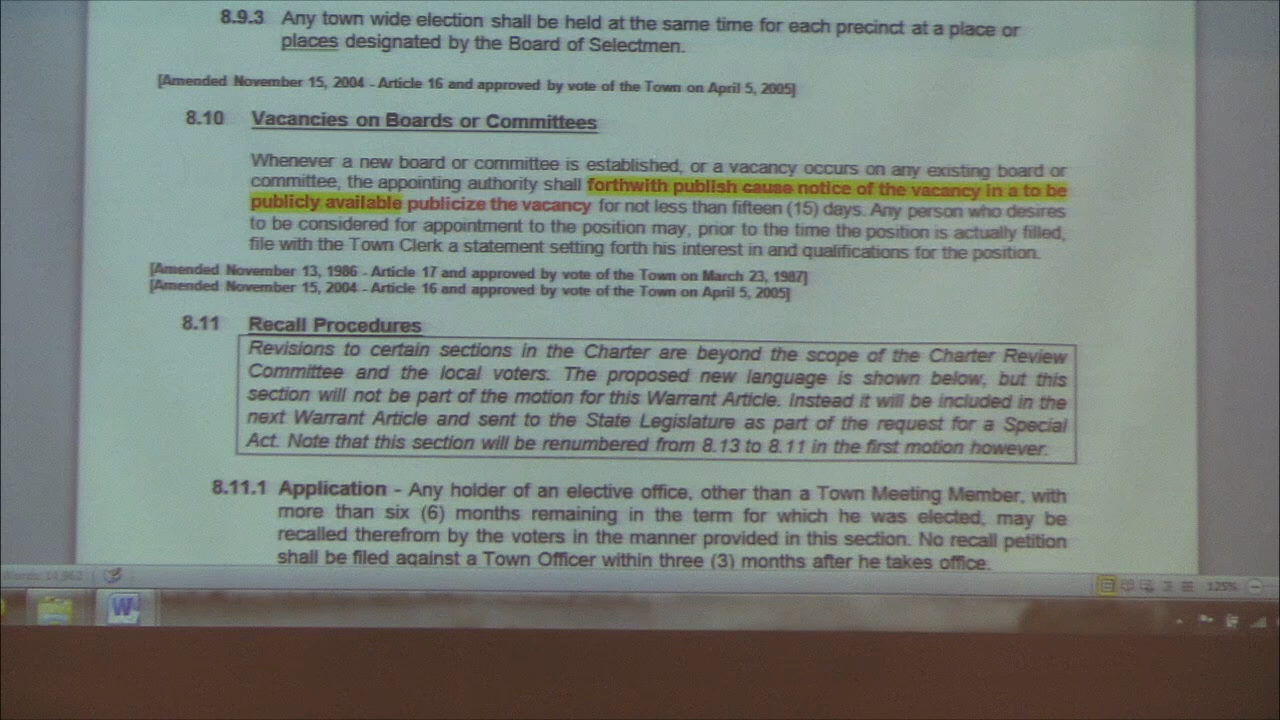 8.9.3 Any town wide election shall be held at the same time for each precinct at a place or
places designated by the Board of Selectmen.
[Amended November 15, 2004 - Article 16 and approved by vote of the Town on April 5, 2005]
8.10 Vacancies on Boards or Committees
Whenever a new board or committee is established, or a vacancy occurs on any existing board or
committee, the appointing authority shall forthwith publish cause notice of the vacancy in a to be
publicly available publicize the vacancy for not less than fifteen (15) days. Any person who desires
to be considered for appointment to the position may, prior to the time the position is actually filled,
file with the Town Clerk a statement setting forth his interest in and qualifications for the position.
[Amended November 13, 1986 - Article 17 and approved by vote of the Town on March 23, 1987]
[Amended November 15, 2004 - Article 16 and approved by vote of the Town on April 5, 2005]
8.11 Recall Procedures
Revisions to certain sections in the Charter are beyond the scope of the Charter Review
Committee and the local voters. The proposed new language is shown below, but this
section will not be part of the motion for this Warrant Article. Instead it will be included in the
next Warrant Article and sent to the State Legislature as part of the request for a Special
Act. Note that this section will be renumbered from 8.13 to 8.11 in the first motion however.
8.11.1 Application - Any holder of an elective office, other than a Town Meeting Member, with
more than six (6) months remaining in the term for which he was elected, may be
recalled therefrom by the voters in the manner provided in this section. No recall petition
shall be filed against a Town Officer within three (3) months after he takes office.
125%
W